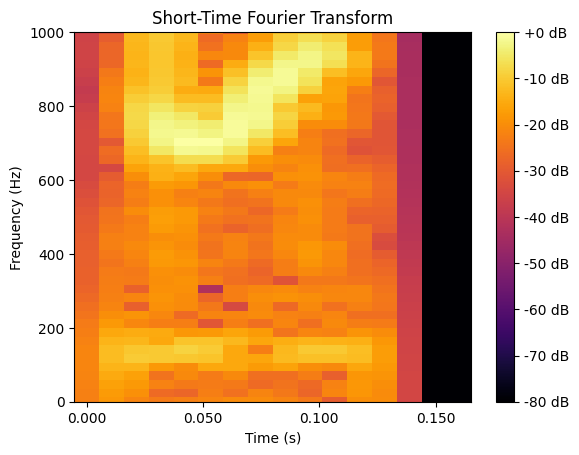 Short-Time Fourier Transform
Frequency (Hz)
1000
800
600
400
200
0
0.000
0.050
0.100
0.150
Time (s)
+0 dB
-10 dB
-20 dB
-30 dB
-40 dB
-50 dB
-60 dB
-70 dB
-80 dB